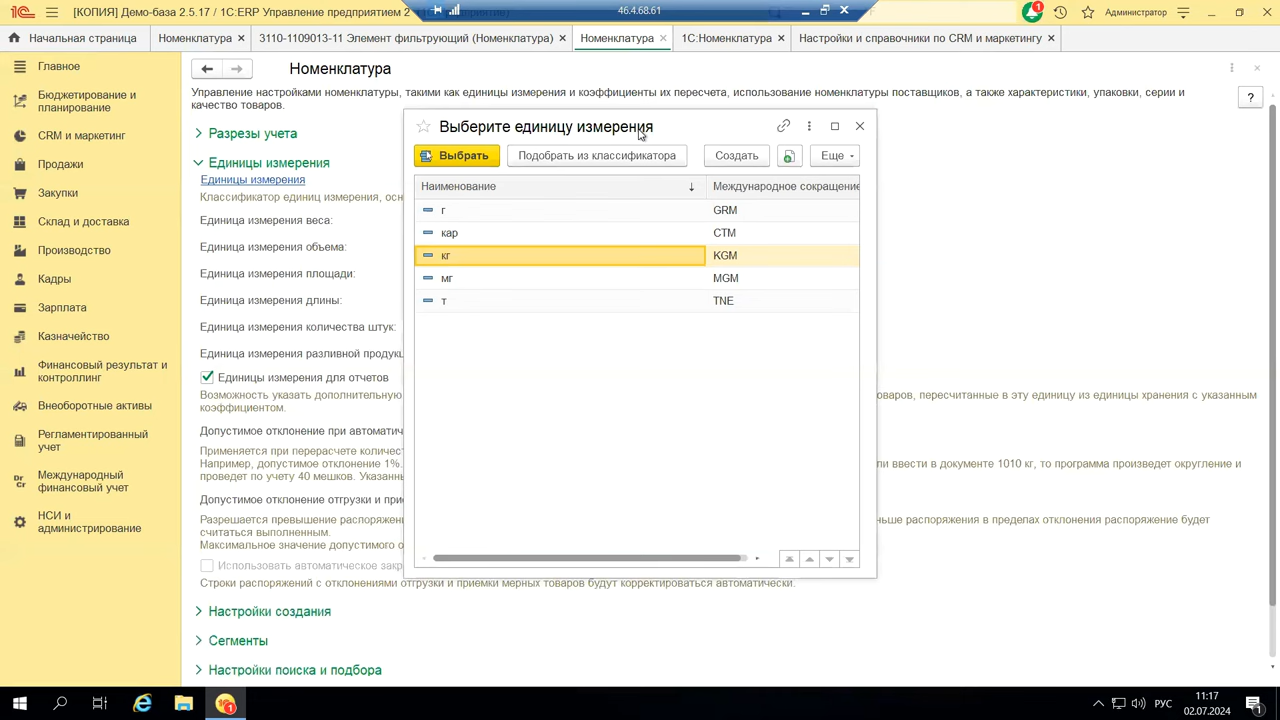 [КОПИЯ] Демо-база 2.5.17 / 1С:ERP Управление предприятием 2
46.4.68.61
1
Администратор
Начальная страница
Номенклатура
3110-1109013-11 Элемент фильтрующий (Номенклатура)
Номенклатура
1С:Номенклатура
Настройки и справочники по CRM и маркетингу
Главное
Бюджетирование и
планирование
CRM и маркетинг
Продажи
Закупки
Склад и доставка
Производство
Кадры
Зарплата
Казначейство
Финансовый результат и
контроллинг
Внеоборотные активы
Регламентированный
учет
Международный
финансовый учет
НСИ и
администрирование
Номенклатура
Управление настройками номенклатуры, такими как единицы измерения и коэффициенты их пересчета, использование номенклатуры поставщиков, а также характеристики, упаковки, серии и
качество товаров.
?
Разрезы учета
Единицы измерения
Единицы измерения
Классификатор единиц измерения, осн
Единица измерения веса:
Единица измерения объема:
Единица измерения площади:
Единица измерения длины:
Единица измерения количества штук:
Единица измерения разливной продукц
Единицы измерения для отчетов
Возможность указать дополнительную
оваров, пересчитанные в эту единицу из единицы хранения с указанным
коэффициентом.
Допустимое отклонение при автоматич
Применяется при перерасчете количес
Например, допустимое отклонение 1%.
ли ввести в документе 1010 кг, то программа произведет округление и
проведет по учету 40 мешков. Указанны
Допустимое отклонение отгрузки и при
Разрешается превышение распоряжени
ньше распоряжения в пределах отклонения распоряжение будет
считаться выполненным.
Максимальное значение допустимого о
Использовать автоматическое закр
Строки распоряжений с отклонениями отгрузки и приемки мерных товаров будут корректироваться автоматически.
Настройки создания
Сегменты
Настройки поиска и подбора
Выберите единицу измерения
Выбрать
Подобрать из классификатора
Создать
Еще
Наименование
Международное сокращение
г
GRM
кар
CTM
кг
KGM
мг
MGM
т
TNE
РУС
11:17
02.07.2024
1